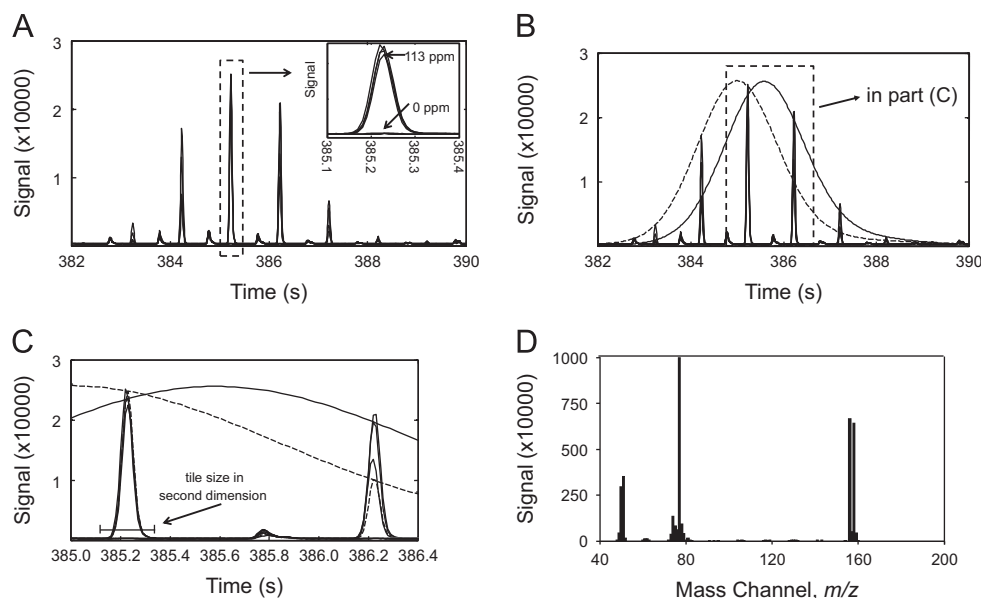 A
Signal (x10000)
3
2
1
382
384
386
388
390
Time (s)
Signal
113 ppm
0 ppm
385.1
385.2
385.3
385.4
B
Signal (x10000)
3
2
1
0
382
384
386
388
390
Time (s)
in part (C)
C
Signal (x10000)
3
2
1
385.0
385.2
385.4
385.6
385.8
386.0
386.2
386.4
Time (s)
tile size in
second dimension
D
Signal (x10000)
1000
750
500
250
0
40
80
120
160
200
Mass Channel, m/z